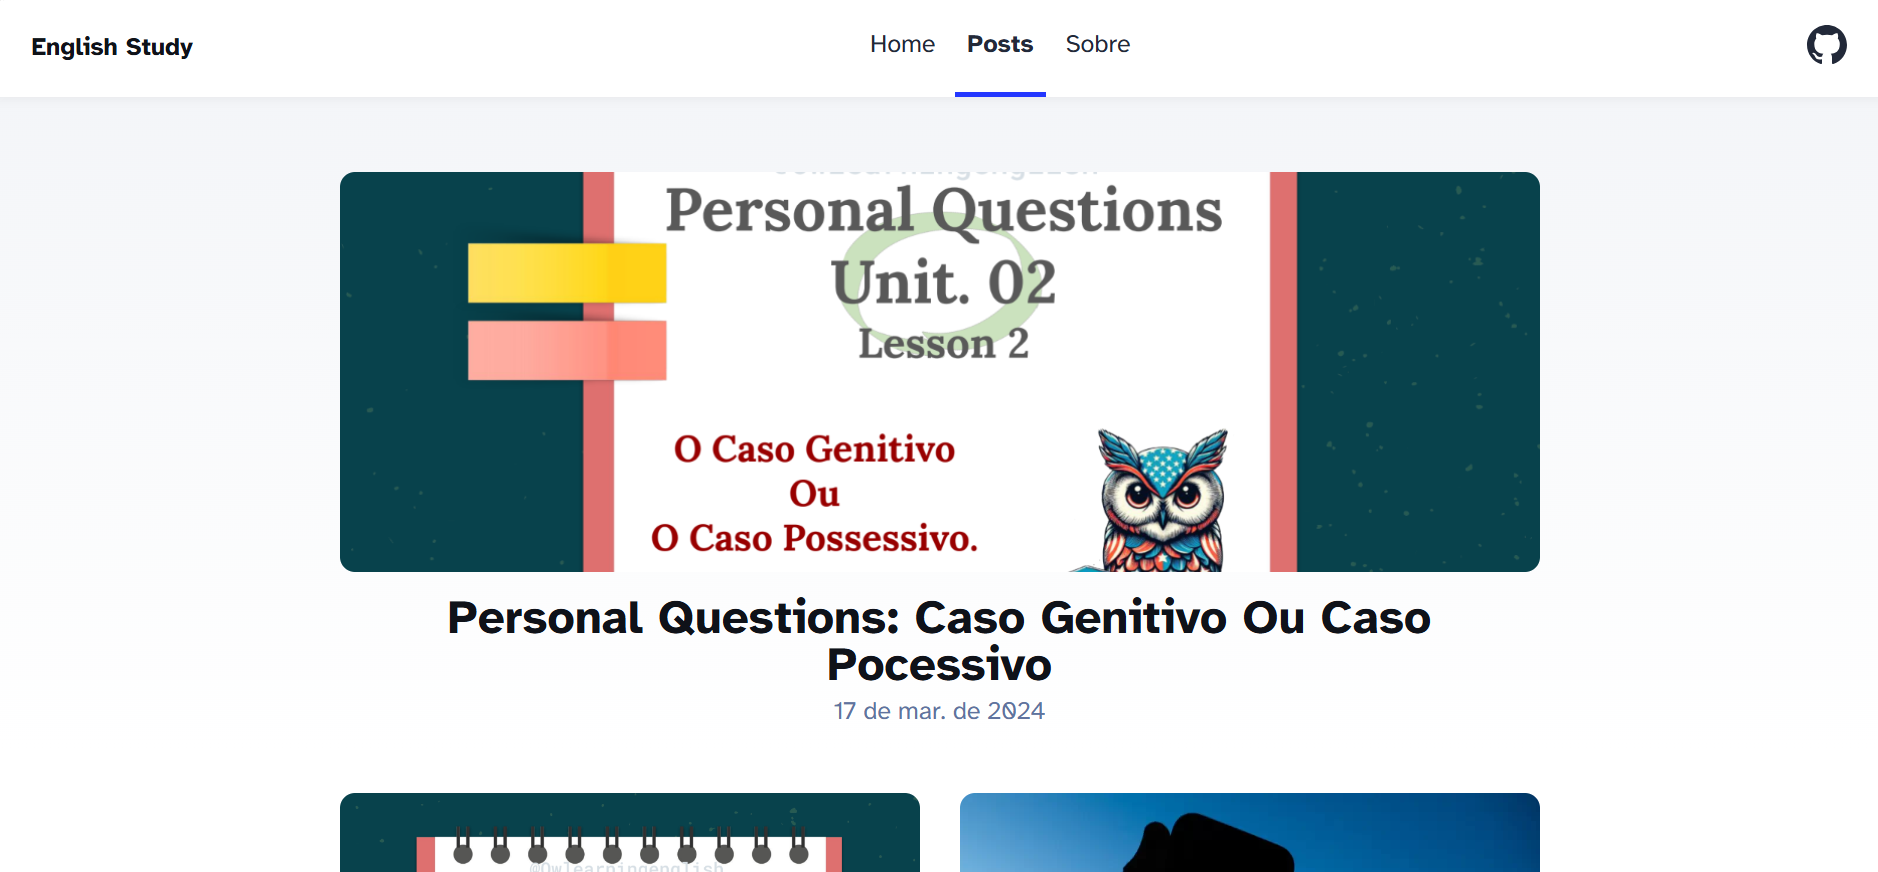 English Study
Home
Posts
Sobre
Personal Questions
Unit. 02
Lesson 2
O Caso Genitivo
Ou
O Caso Possessivo.
Personal Questions: Caso Genitivo Ou Caso
Pocessivo
17 de mar. de 2024
@Owlearningenglish